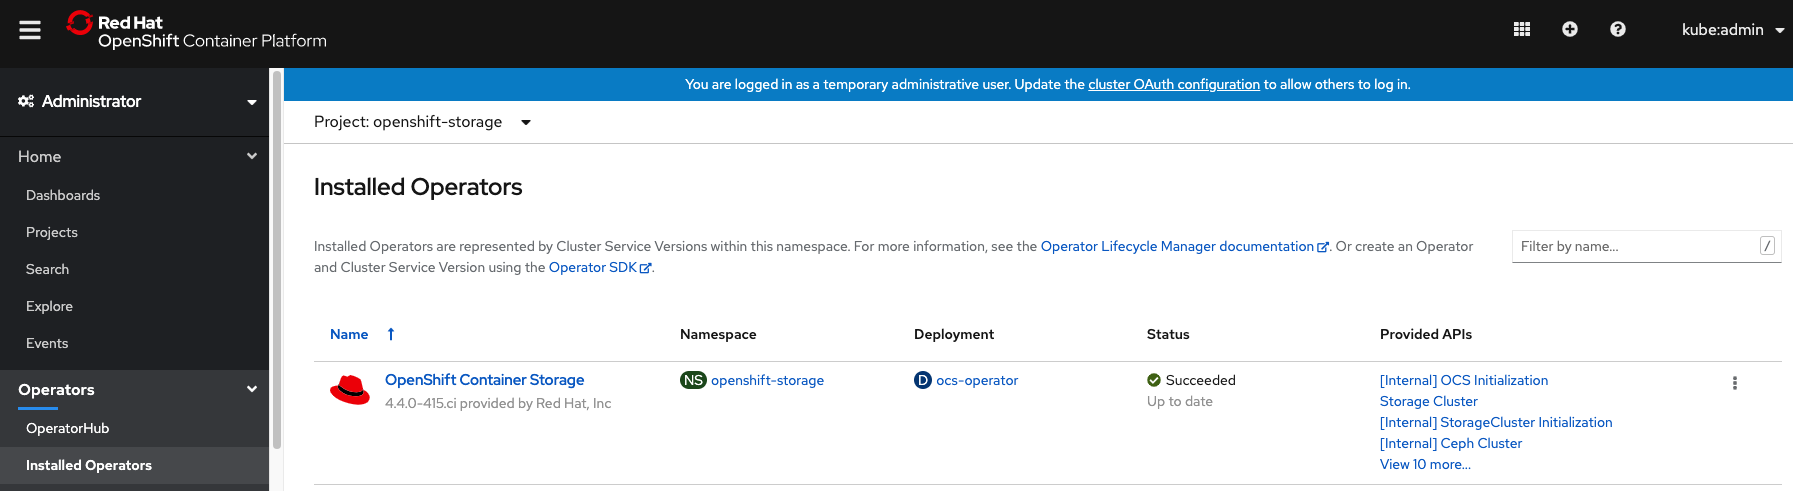 Red Hat
OpenShift Container Platform
kube:admin
Administrator
Home
Dashboards
Projects
Search
Explore
Events
Operators
OperatorHub
Installed Operators
You are logged in as a temporary administrative user. Update the cluster OAuth configuration to allow others to log in.
Project: openshift-storage
Installed Operators
Installed Operators are represented by Cluster Service Versions within this namespace. For more information, see the Operator Lifecycle Manager documentation. Or create an Operator
and Cluster Service Version using the Operator SDK.
Filter by name...
/
Name Namespace Deployment Status Provided APIs
OpenShift Container Storage NS openshift-storage D ocs-operator Succeeded [Internal] OCS Initialization
4.4.0-415.ci provided by Red Hat, Inc Up to date Storage Cluster
[Internal] StorageCluster Initialization
[Internal] Ceph Cluster
View 10 more...